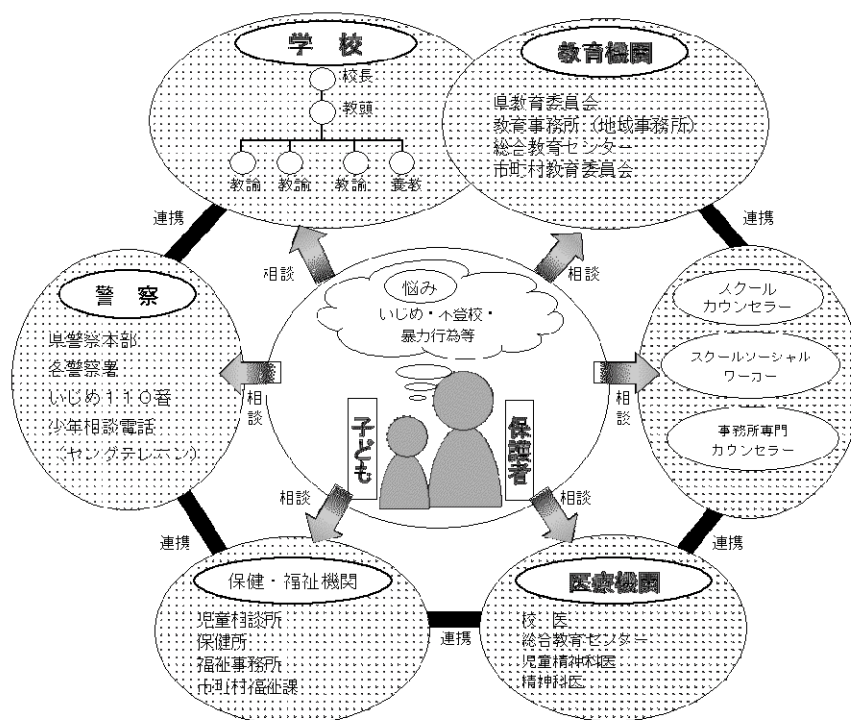 学　校
校長
教頭
教諭
教諭
教諭
養教
教育機関
県教育委員会
教育事務所（地域事務所）
総合教育センター
市町村教育委員会
連携
連携
相談
相談
警　察
県警察本部
各警察署
いじめ１１０番
少年相談電話
（ヤングテレホン）
悩み
いじめ・不登校・
暴力行為等
スクール
カウンセラー
スクールソーシャル
ワーカー
事務所専門
カウンセラー
相談
相談
子ども
保護者
相談
相談
連携
連携
保健・福祉機関
児童相談所
保健所
福祉事務所
市町村福祉課
連携
医療機関
校　医
総合教育センター
児童精神科医
精神科医